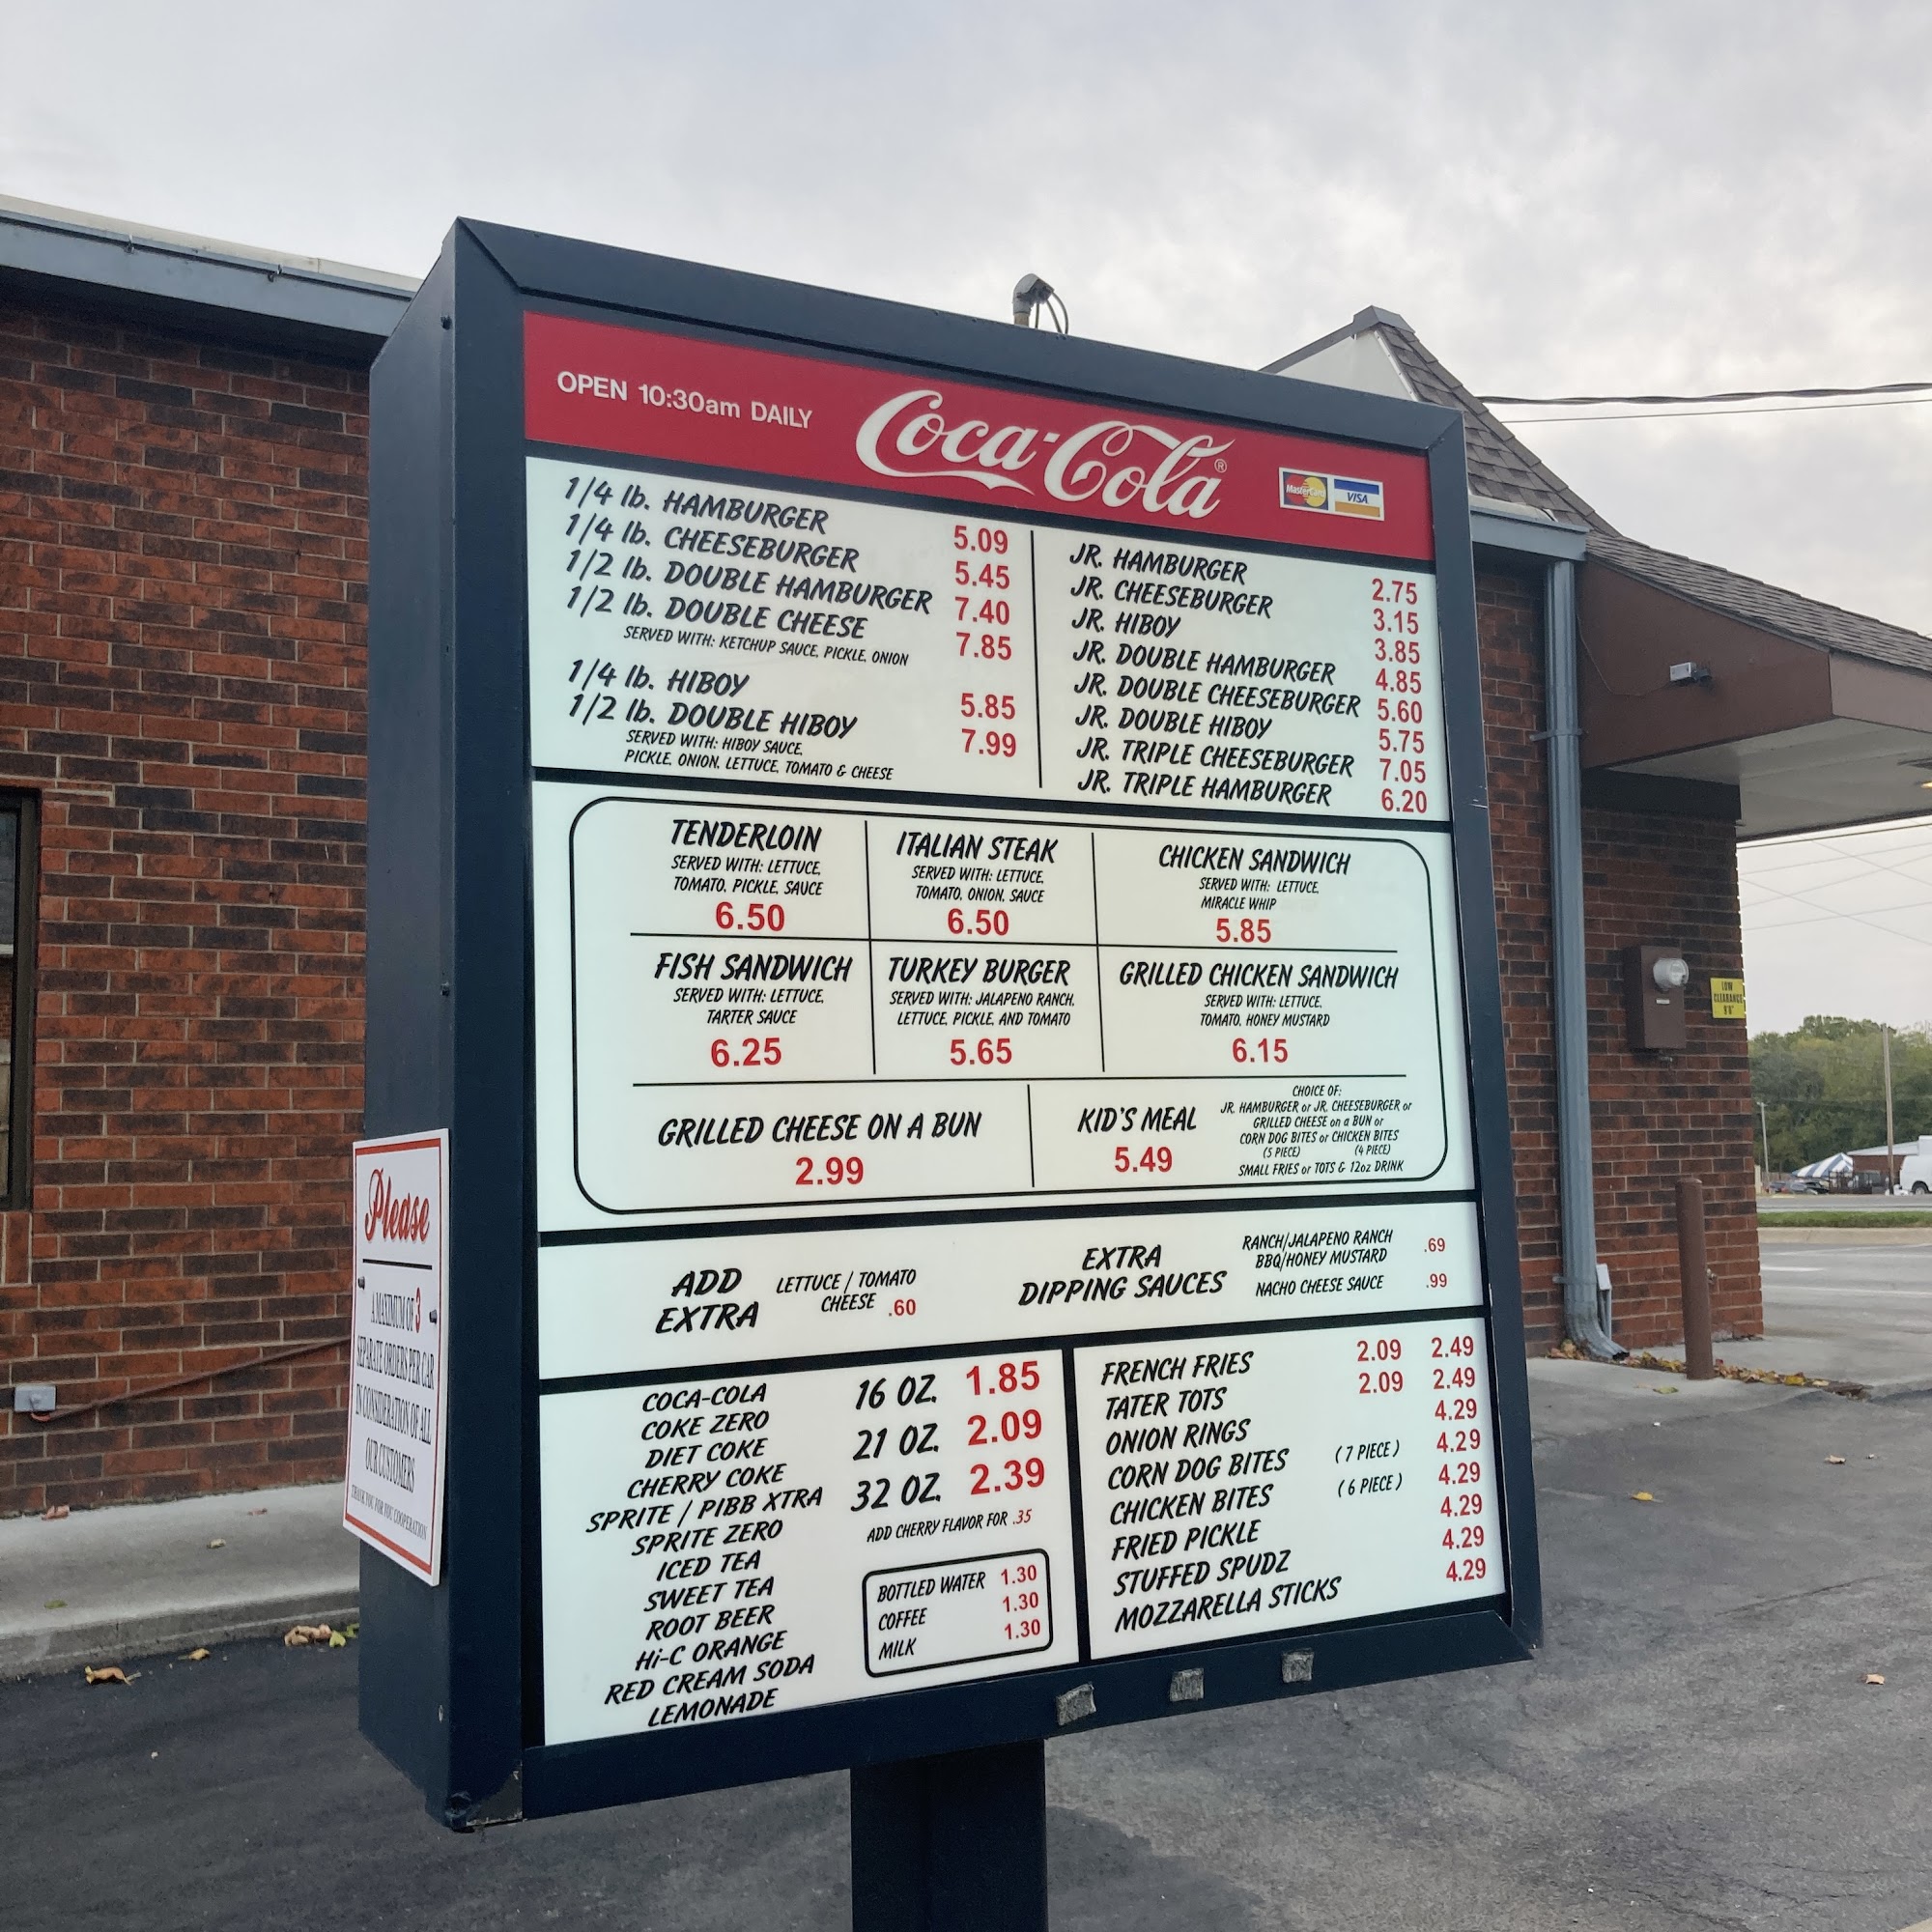 OPEN 10:30am DAILY
Coca-Cola ®
MasterCard VISA
1/4 lb. HAMBURGER 5.09
1/4 lb. CHEESEBURGER 5.45
1/2 lb. DOUBLE HAMBURGER 7.40
1/2 lb. DOUBLE CHEESE 7.85
SERVED WITH: KETCHUP SAUCE, PICKLE, ONION
1/4 lb. HIBOY 5.85
1/2 lb. DOUBLE HIBOY 7.99
SERVED WITH: HIBOY SAUCE,
PICKLE, ONION, LETTUCE, TOMATO & CHEESE
JR. HAMBURGER 2.75
JR. CHEESEBURGER 3.15
JR. HIBOY 3.85
JR. DOUBLE HAMBURGER 4.85
JR. DOUBLE CHEESEBURGER 5.60
JR. DOUBLE HIBOY 5.75
JR. TRIPLE CHEESEBURGER 7.05
JR. TRIPLE HAMBURGER 6.20
TENDERLOIN
SERVED WITH: LETTUCE,
TOMATO, PICKLE, SAUCE
6.50
ITALIAN STEAK
SERVED WITH: LETTUCE,
TOMATO, ONION, SAUCE
6.50
CHICKEN SANDWICH
SERVED WITH: LETTUCE,
MIRACLE WHIP
5.85
FISH SANDWICH
SERVED WITH: LETTUCE,
TARTER SAUCE
6.25
TURKEY BURGER
SERVED WITH: JALAPENO RANCH,
LETTUCE, PICKLE, AND TOMATO
5.65
GRILLED CHICKEN SANDWICH
SERVED WITH: LETTUCE,
TOMATO, HONEY MUSTARD
6.15
GRILLED CHEESE ON A BUN
2.99
KID'S MEAL
5.49
CHOICE OF:
JR. HAMBURGER or JR. CHEESEBURGER or
GRILLED CHEESE on a BUN or
CORN DOG BITES or CHICKEN BITES
(5 PIECE) (4 PIECE)
SMALL FRIES or TOTS & 12oz DRINK
ADD
EXTRA
LETTUCE / TOMATO
CHEESE .60
EXTRA
DIPPING SAUCES
RANCH/JALAPENO RANCH
BBQ/HONEY MUSTARD .69
NACHO CHEESE SAUCE .99
COCA-COLA
COKE ZERO
DIET COKE
CHERRY COKE
SPRITE / PIBB XTRA
SPRITE ZERO
ICED TEA
SWEET TEA
ROOT BEER
Hi-C ORANGE
RED CREAM SODA
LEMONADE
16 OZ. 1.85
21 OZ. 2.09
32 OZ. 2.39
ADD CHERRY FLAVOR FOR .35
BOTTLED WATER 1.30
COFFEE 1.30
MILK 1.30
FRENCH FRIES 2.09 2.49
TATER TOTS 2.09 2.49
ONION RINGS 4.29
CORN DOG BITES (7 PIECE) 4.29
CHICKEN BITES (6 PIECE) 4.29
FRIED PICKLE 4.29
STUFFED SPUDZ 4.29
MOZZARELLA STICKS 4.29
Please
A MAXIMUM OF 3
SEPARATE ORDERS PER CAR
IN CONSIDERATION OF ALL
OUR CUSTOMERS
THANK YOU FOR YOU COOPERATION
LOW
CLEARANCE
9'6"